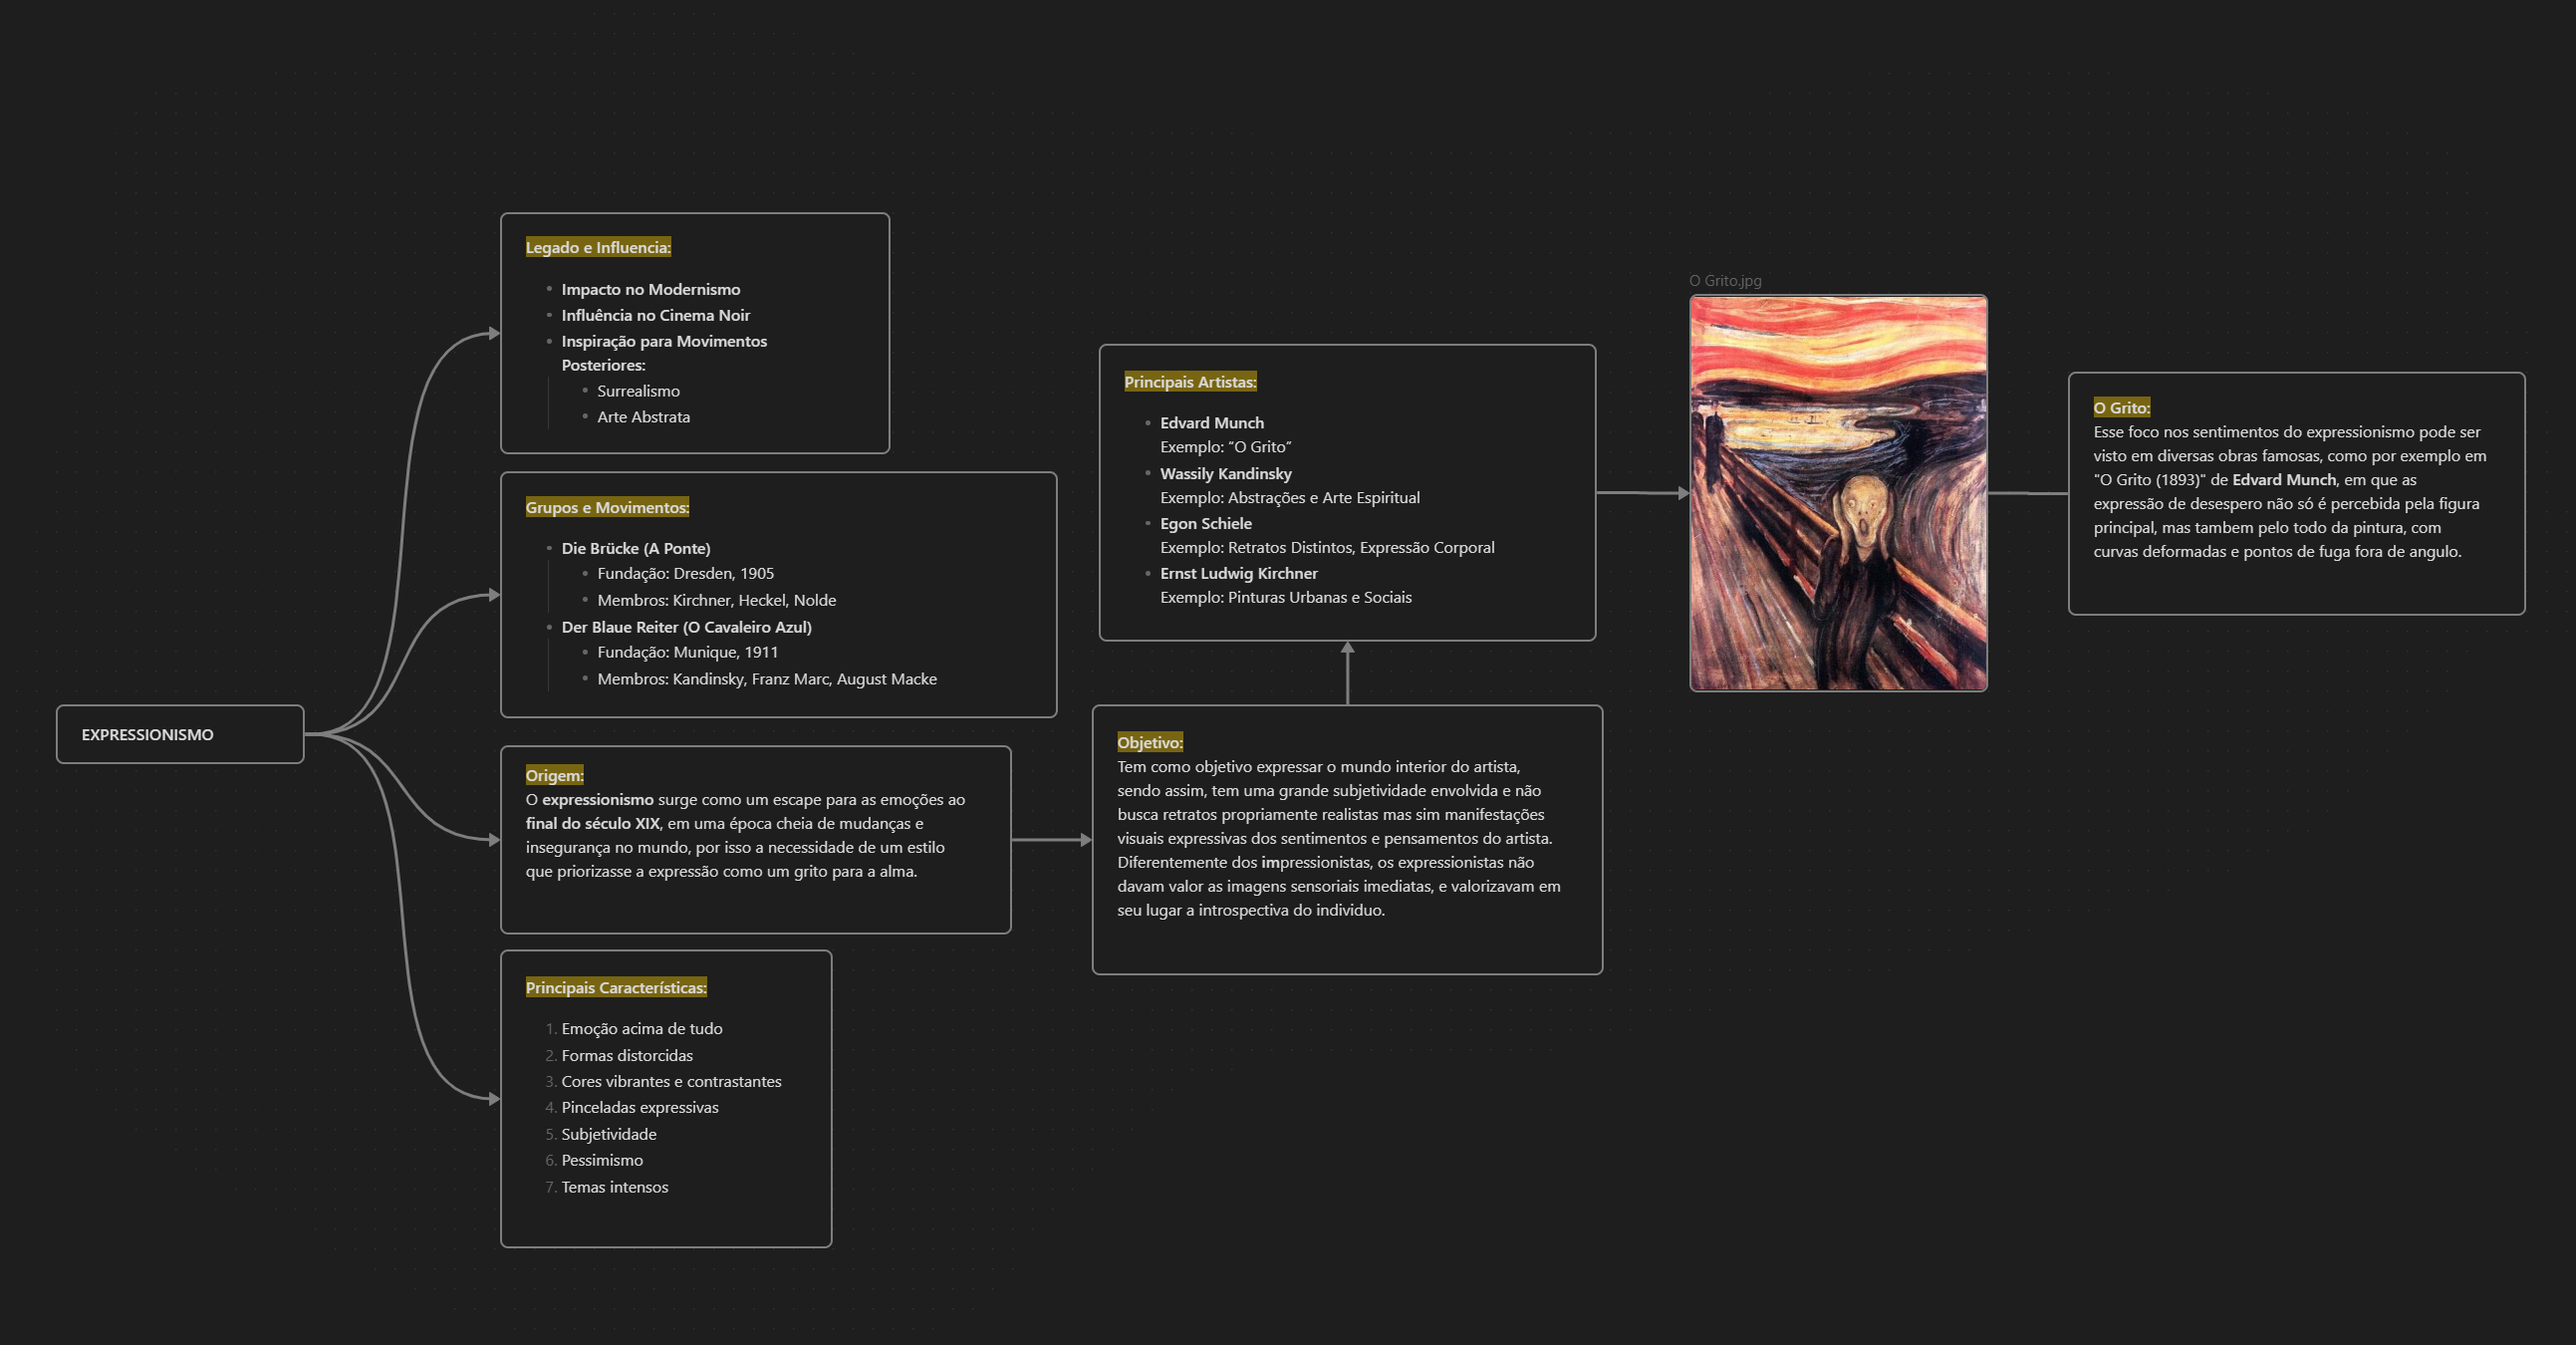 EXPRESSIONISMO
Legado e Influencia:
• Impacto no Modernismo
• Influência no Cinema Noir
• Inspiração para Movimentos
Posteriores:
• Surrealismo
• Arte Abstrata
Grupos e Movimentos:
• Die Brücke (A Ponte)
• Fundação: Dresden, 1905
• Membros: Kirchner, Heckel, Nolde
• Der Blaue Reiter (O Cavaleiro Azul)
• Fundação: Munique, 1911
• Membros: Kandinsky, Franz Marc, August Macke
Origem:
O expressionismo surge como um escape para as emoções ao
final do século XIX, em uma época cheia de mudanças e
insegurança no mundo, por isso a necessidade de um estilo
que priorizasse a expressão como um grito para a alma.
Principais Características:
1. Emoção acima de tudo
2. Formas distorcidas
3. Cores vibrantes e contrastantes
4. Pinceladas expressivas
5. Subjetividade
6. Pessimismo
7. Temas intensos
Objetivo:
Tem como objetivo expressar o mundo interior do artista,
sendo assim, tem uma grande subjetividade envolvida e não
busca retratos propriamente realistas mas sim manifestações
visuais expressivas dos sentimentos e pensamentos do artista.
Diferentemente dos impressionistas, os expressionistas não
davam valor as imagens sensoriais imediatas, e valorizavam em
seu lugar a introspectiva do individuo.
Principais Artistas:
• Edvard Munch
Exemplo: “O Grito”
• Wassily Kandinsky
Exemplo: Abstrações e Arte Espiritual
• Egon Schiele
Exemplo: Retratos Distintos, Expressão Corporal
• Ernst Ludwig Kirchner
Exemplo: Pinturas Urbanas e Sociais
O Grito.jpg
O Grito:
Esse foco nos sentimentos do expressionismo pode ser
visto em diversas obras famosas, como por exemplo em
"O Grito (1893)" de Edvard Munch, em que as
expressão de desespero não só é percebida pela figura
principal, mas tambem pelo todo da pintura, com
curvas deformadas e pontos de fuga fora de angulo.